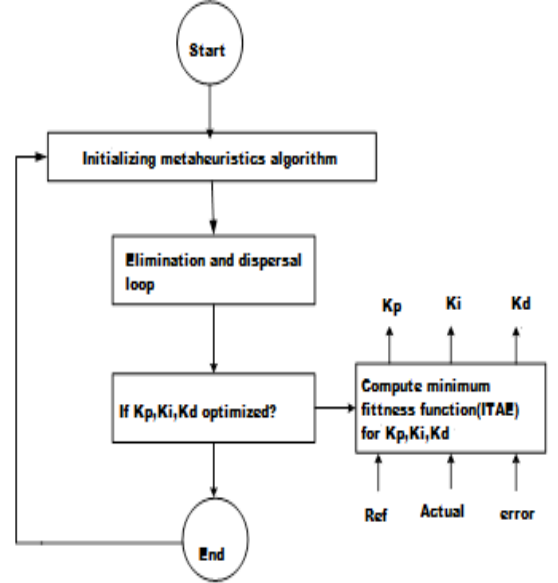 Start
Initializing metaheuristics algorithm
Elimination and dispersal
loop
Kp Ki Kd
If Kp,Ki,Kd optimized?
Compute minimum
fittness function(ITAE)
for Kp,Ki,Kd
Ref Actual error
End